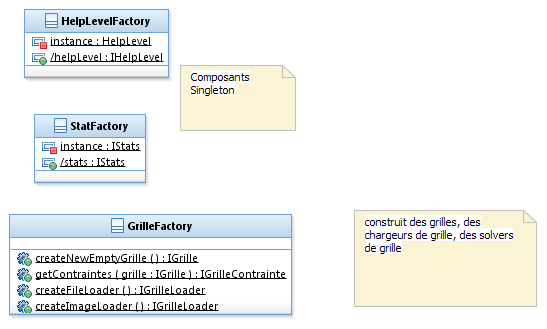 HelpLevelFactory
instance : HelpLevel
/helpLevel : IHelpLevel
Composants
Singleton
StatFactory
instance : IStats
/stats : IStats
GrilleFactory
createNewEmptyGrille ( ) : IGrille
getContraintes ( grille : IGrille ) : IGrilleContrainte
createFileLoader ( ) : IGrilleLoader
createImageLoader ( ) : IGrilleLoader
construit des grilles, des
chargeurs de grille, des solvers
de grille